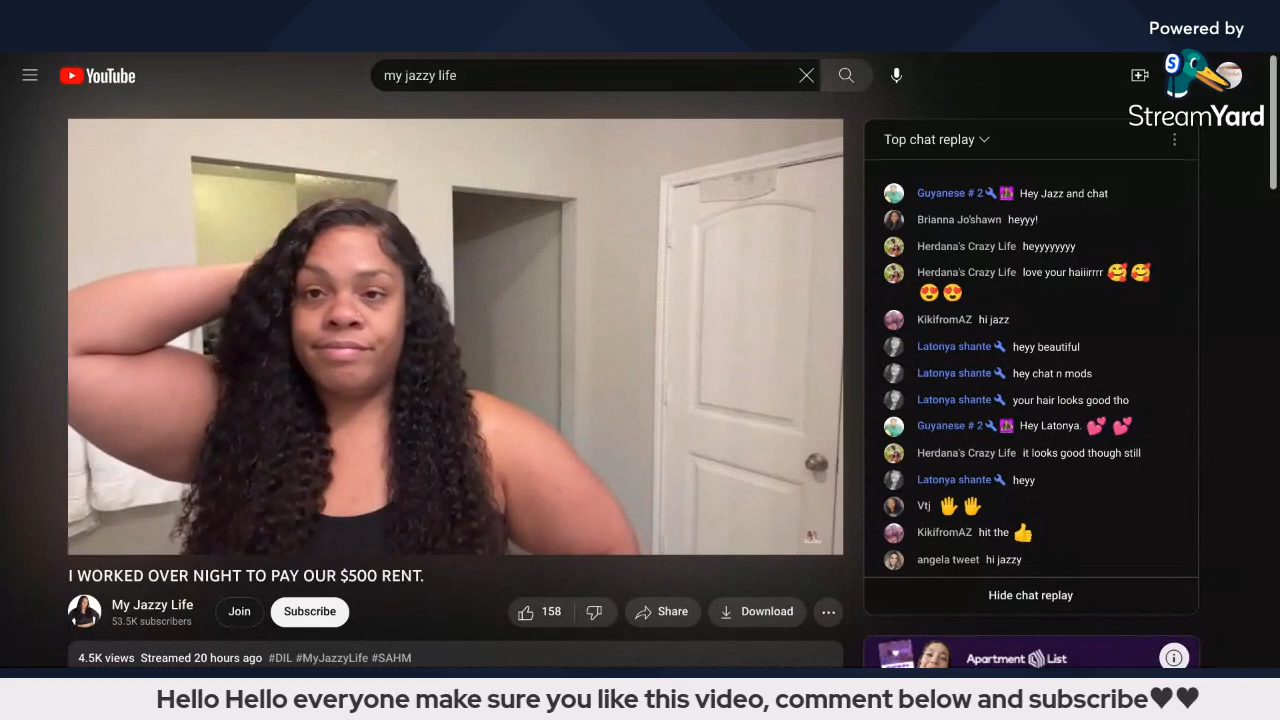 Powered by
StreamYard
YouTube
my jazzy life
Top chat replay
Guyanese # 2 Hey Jazz and chat
Brianna Jo'shawn heyyy!
Herdana's Crazy Life heyyyyyyyy
Herdana's Crazy Life love your haiiirrrr 🥰 🥰
😍 😍
KikifromAZ hi jazz
Latonya shante heyy beautiful
Latonya shante hey chat n mods
Latonya shante your hair looks good tho
Guyanese # 2 Hey Latonya. 💕 💕
Herdana's Crazy Life it looks good though still
Latonya shante heyy
Vtj 🖐 🖐
KikifromAZ hit the 👍
angela tweet hi jazzy
Hide chat replay
I WORKED OVER NIGHT TO PAY OUR $500 RENT.
My Jazzy Life
53.5K subscribers
Join
Subscribe
158
Share
Download
4.5K views Streamed 20 hours ago #DIL #MyJazzyLife #SAHM
Apartment List
Hello Hello everyone make sure you like this video, comment below and subscribe♥♥